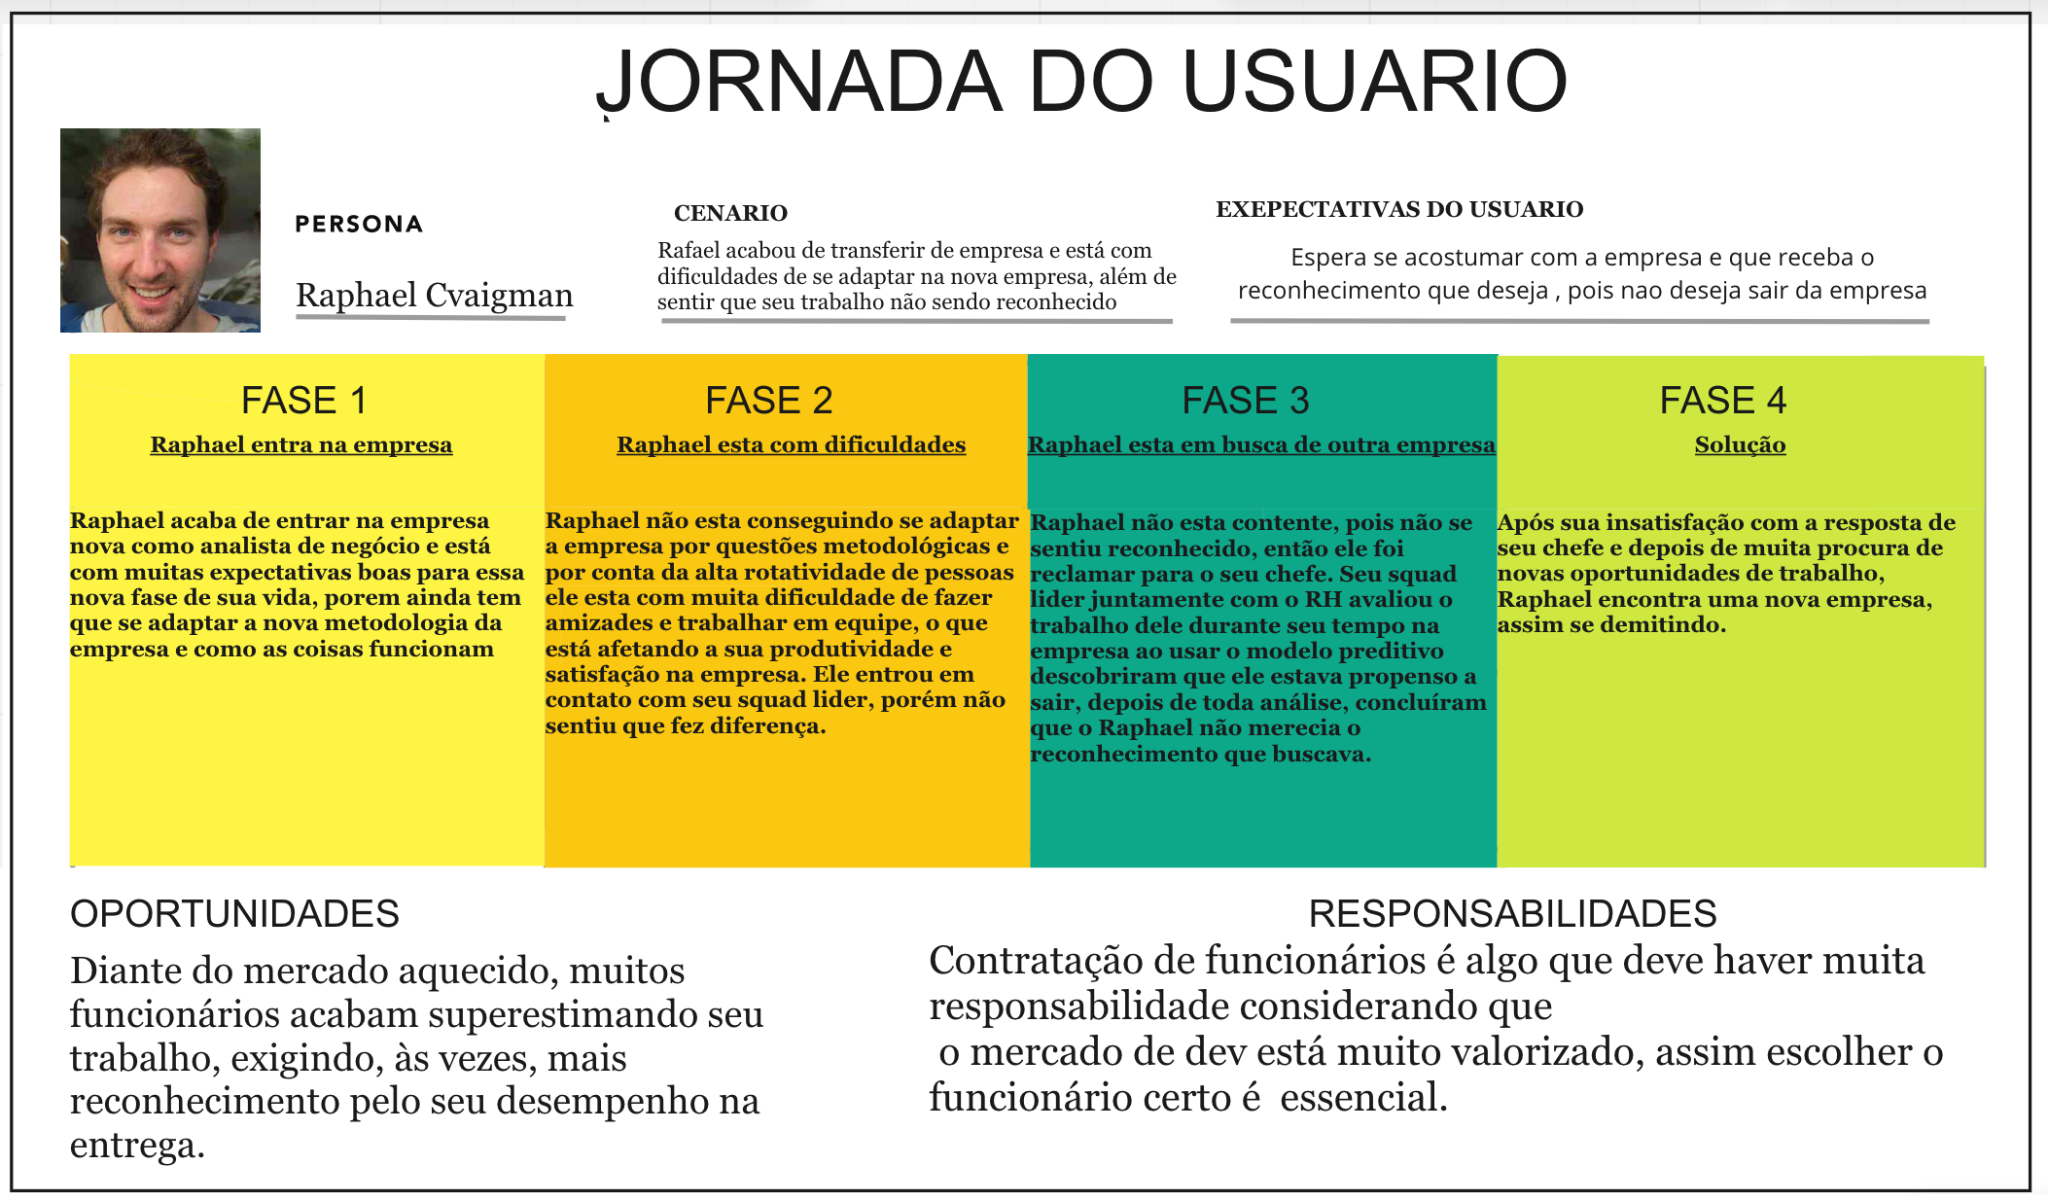 JORNADA DO USUARIO
PERSONA
Raphael Cvaigman
CENARIO
Rafael acabou de transferir de empresa e está com
dificuldades de se adaptar na nova empresa, além de
sentir que seu trabalho não sendo reconhecido
EXEPECTATIVAS DO USUARIO
Espera se acostumar com a empresa e que receba o
reconhecimento que deseja , pois nao deseja sair da empresa
FASE 1
Raphael entra na empresa
Raphael acaba de entrar na empresa
nova como analista de negócio e está
com muitas expectativas boas para essa
nova fase de sua vida, porem ainda tem
que se adaptar a nova metodologia da
empresa e como as coisas funcionam
FASE 2
Raphael esta com dificuldades
Raphael não esta conseguindo se adaptar
a empresa por questões metodológicas e
por conta da alta rotatividade de pessoas
ele esta com muita dificuldade de fazer
amizades e trabalhar em equipe, o que
está afetando a sua produtividade e
satisfação na empresa. Ele entrou em
contato com seu squad lider, porém não
sentiu que fez diferença.
FASE 3
Raphael esta em busca de outra empresa
Raphael não esta contente, pois não se
sentiu reconhecido, então ele foi
reclamar para o seu chefe. Seu squad
lider juntamente com o RH avaliou o
trabalho dele durante seu tempo na
empresa ao usar o modelo preditivo
descobriram que ele estava propenso a
sair, depois de toda análise, concluíram
que o Raphael não merecia o
reconhecimento que buscava.
FASE 4
Solução
Após sua insatisfação com a resposta de
seu chefe e depois de muita procura de
novas oportunidades de trabalho,
Raphael encontra uma nova empresa,
assim se demitindo.
OPORTUNIDADES
Diante do mercado aquecido, muitos
funcionários acabam superestimando seu
trabalho, exigindo, às vezes, mais
reconhecimento pelo seu desempenho na
entrega.
RESPONSABILIDADES
Contratação de funcionários é algo que deve haver muita
responsabilidade considerando que
o mercado de dev está muito valorizado, assim escolher o
funcionário certo é  essencial.